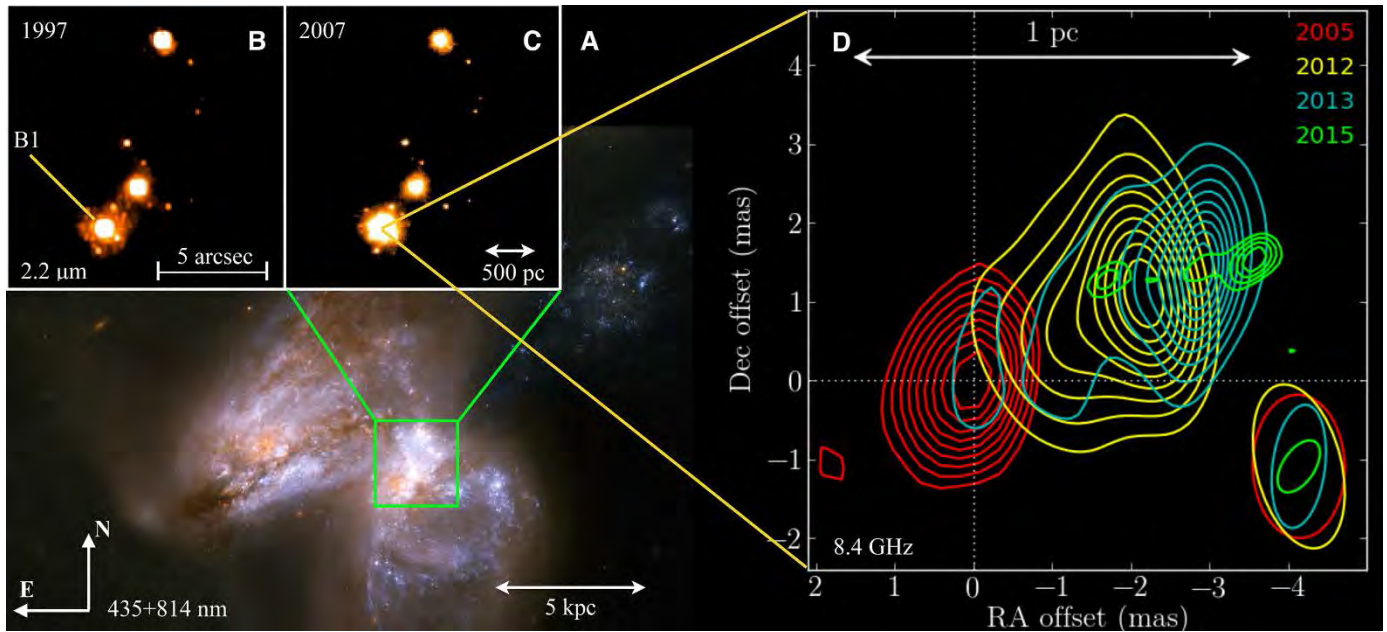 1997
B
B1
2.2 µm
5 arcsec
2007
C
500 pc
A
N
E
435+814 nm
5 kpc
D
1 pc
2005
2012
2013
2015
4
3
2
1
0
−1
−2
Dec offset (mas)
8.4 GHz
2 1 0 −1 −2 −3 −4
RA offset (mas)